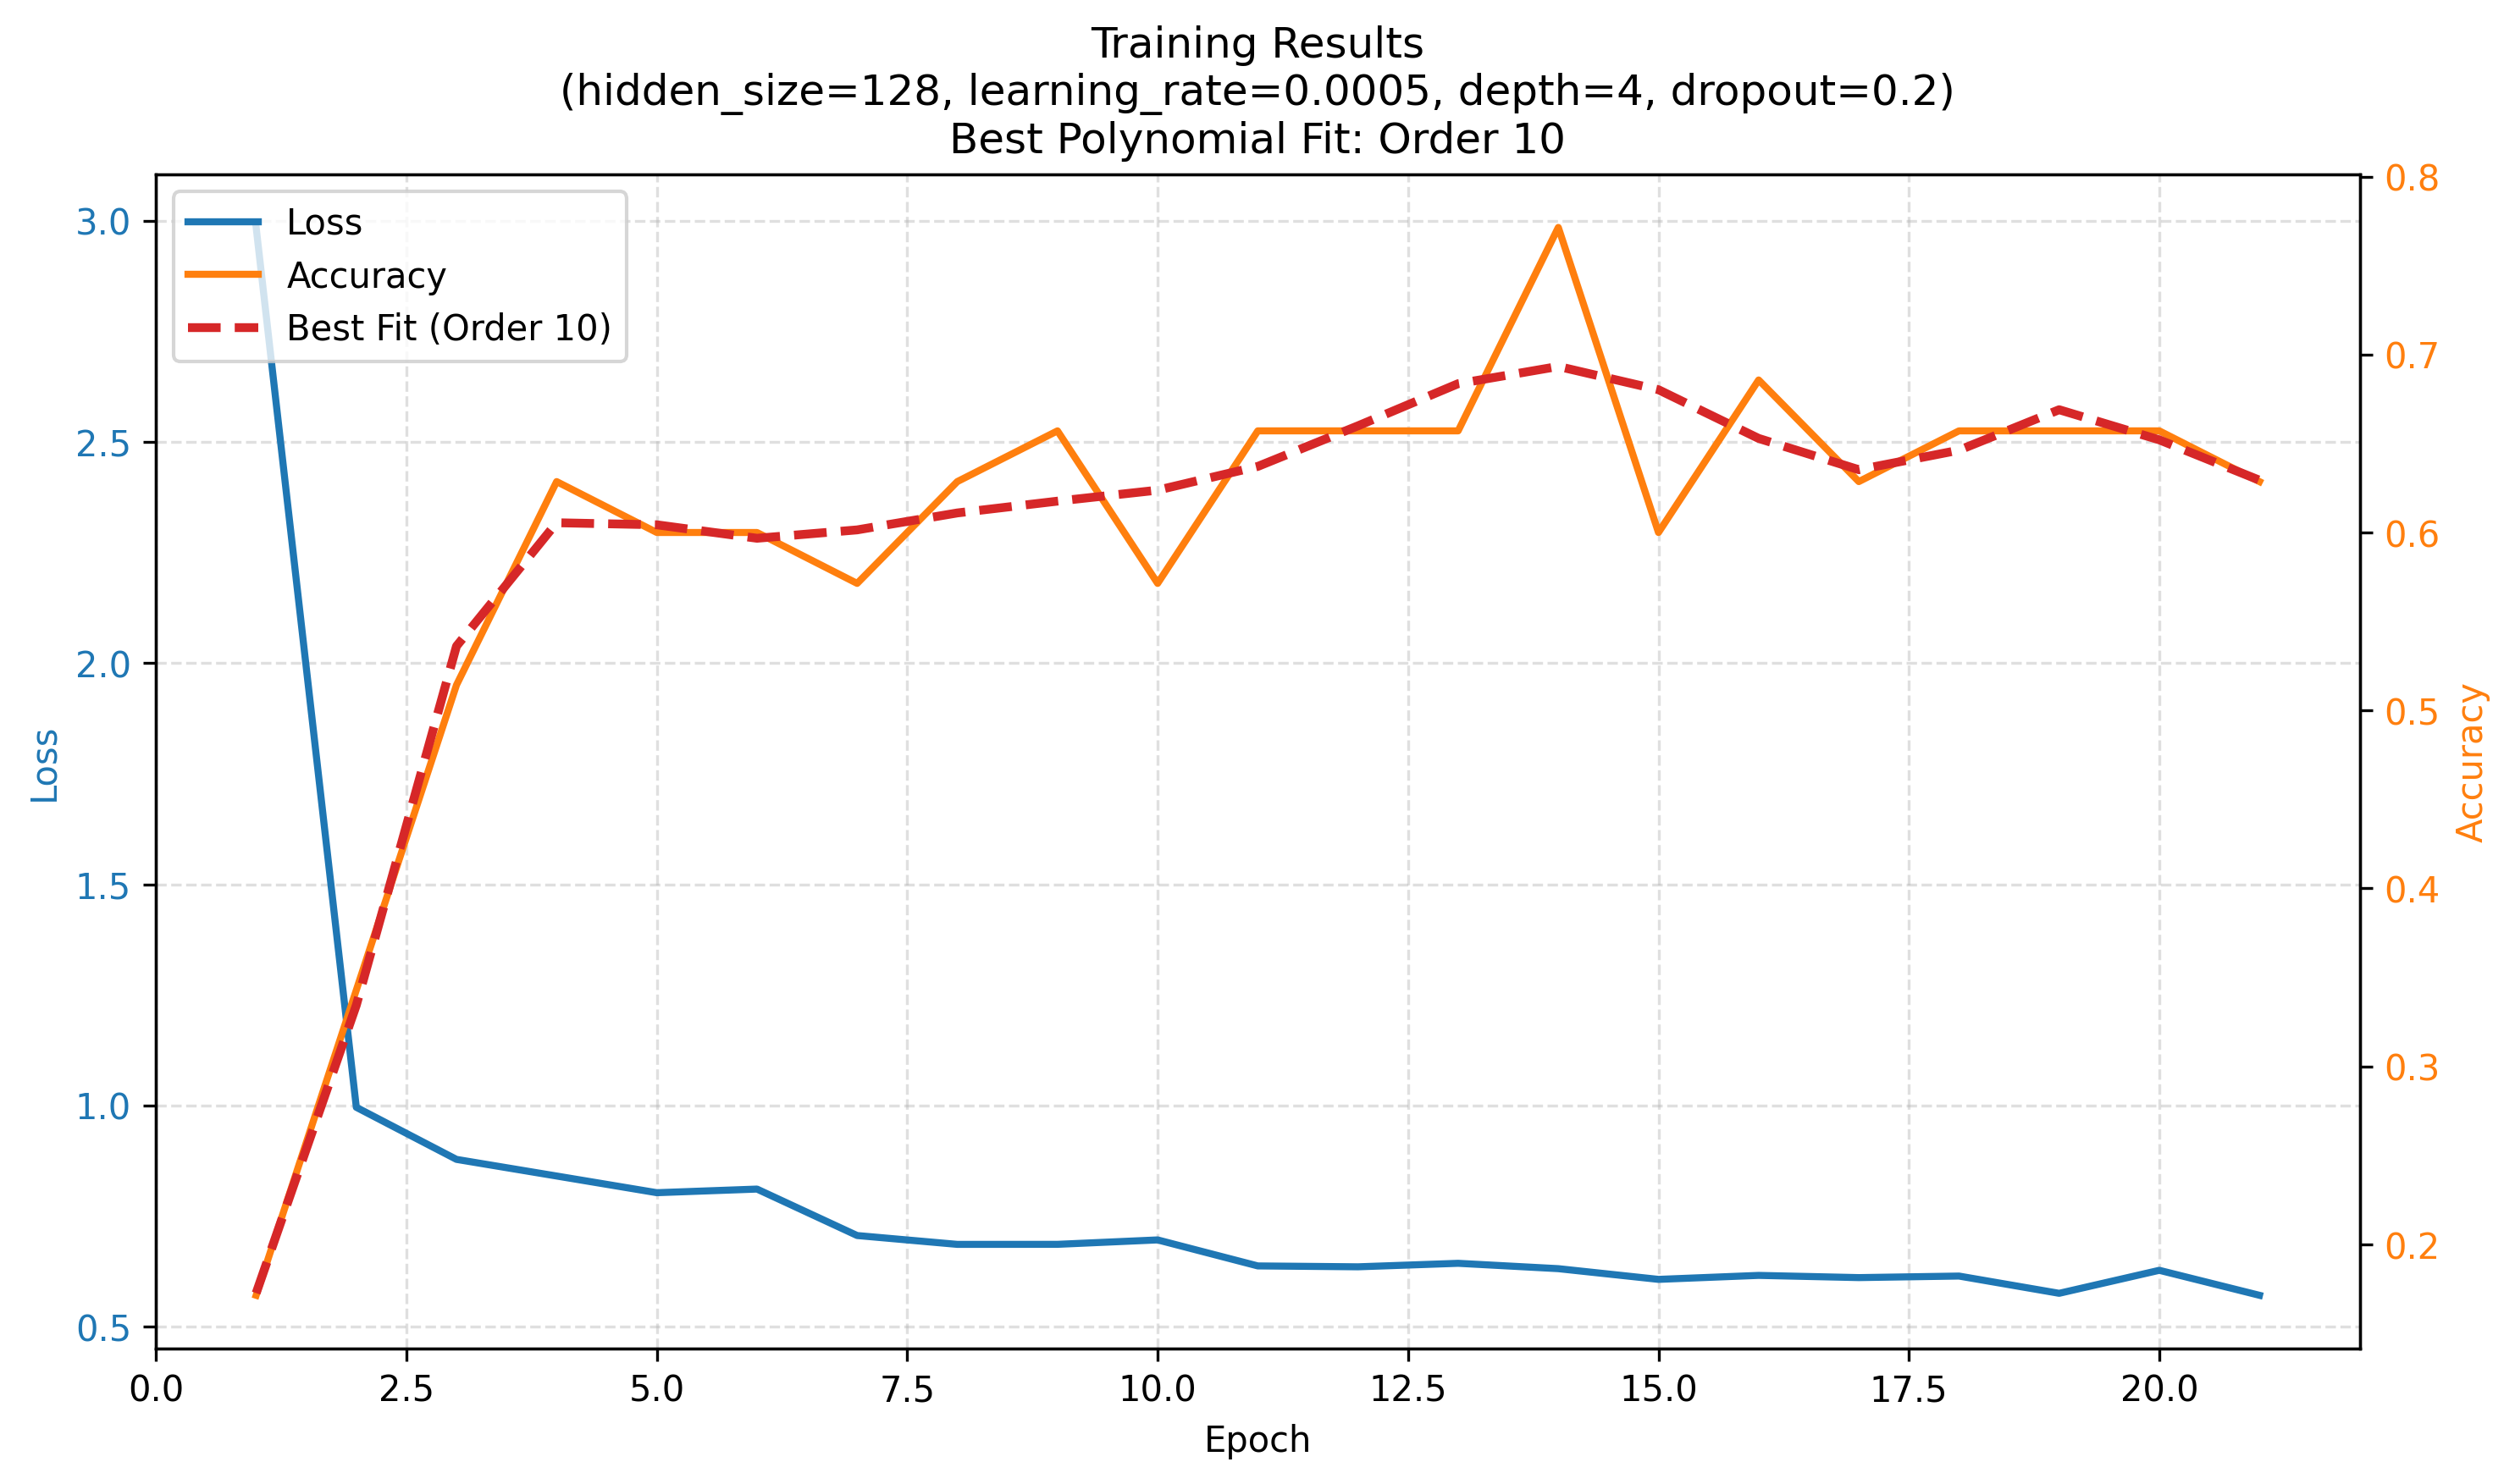 Training Results
(hidden_size=128, learning_rate=0.0005, depth=4, dropout=0.2)
Best Polynomial Fit: Order 10
Loss
Accuracy
Best Fit (Order 10)
3.0
2.5
2.0
1.5
1.0
0.5
Loss
0.8
0.7
0.6
0.5
0.4
0.3
0.2
Accuracy
0.0 2.5 5.0 7.5 10.0 12.5 15.0 17.5 20.0
Epoch